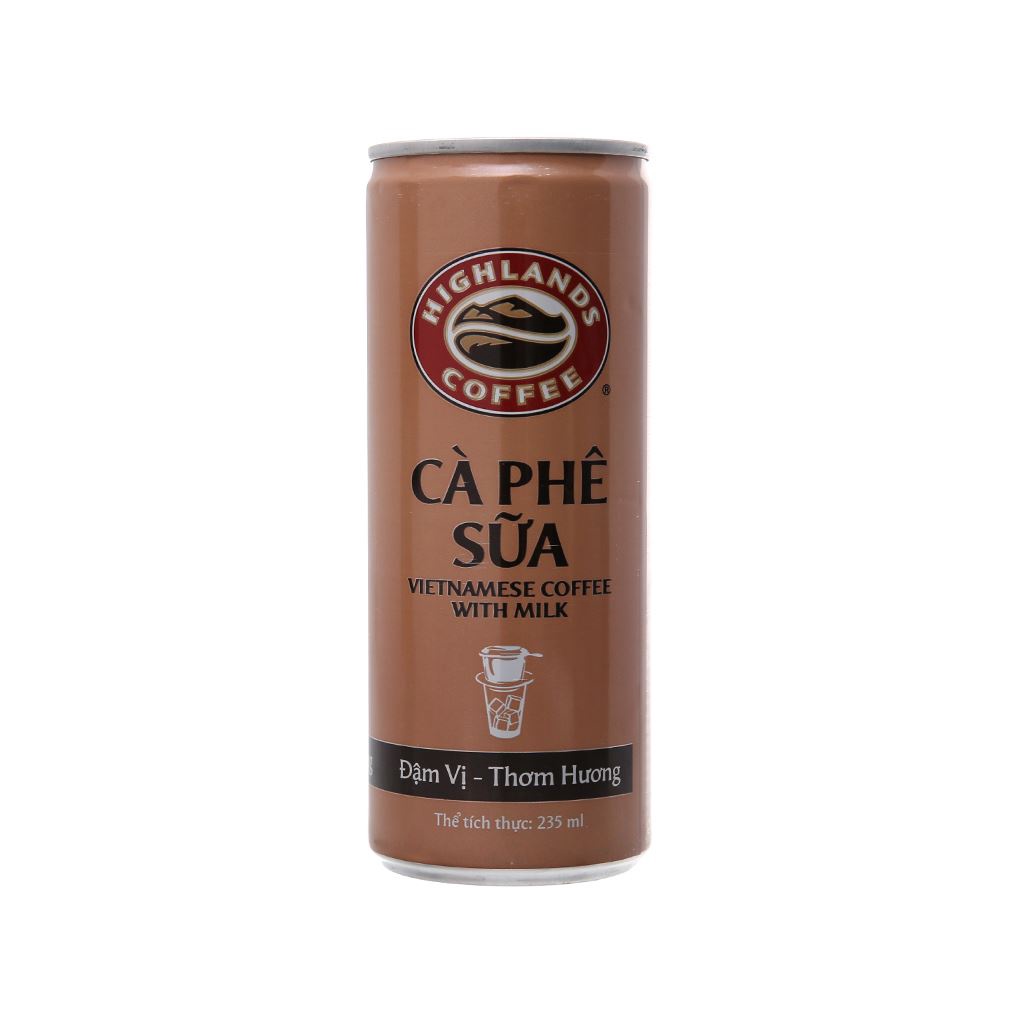 HIGHLANDS
COFFEE
®
CÀ PHÊ
SỮA
VIETNAMESE COFFEE
WITH MILK
Đậm Vị - Thơm Hương
Thể tích thực: 235 ml